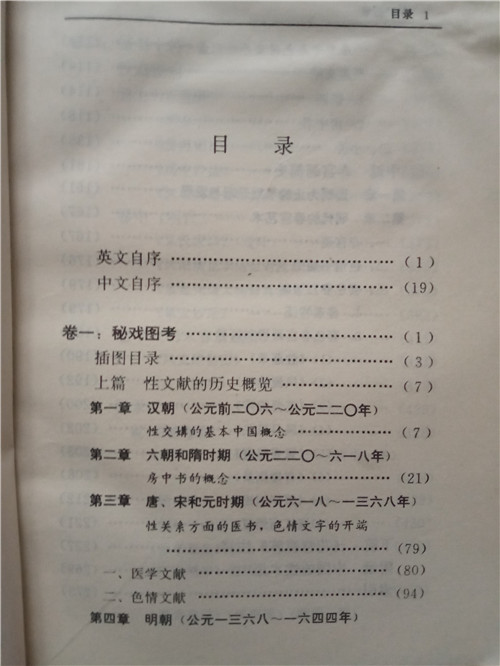 目录 1
目 录
英文自序 ……………………………… (1)
中文自序 ……………………………… (19)
卷一：秘戏图考 ……………………………… (1)
插图目录 ……………………………… (3)
上篇 性文献的历史概览 ……………………… (7)
第一章 汉朝（公元前二〇六～公元二二〇年）
性交媾的基本中国概念 ……………………… (7)
第二章 六朝和隋时期（公元二二〇～六一八年）
房中书的概念 ……………………………… (21)
第三章 唐、宋和元时期（公元六一八～一三六八年）
性关系方面的医书，色情文字的开端
……………………………… (79)
一、医学文献 ……………………………… (80)
二、色情文献 ……………………………… (94)
第四章 明朝（公元一三六八～一六四四年）